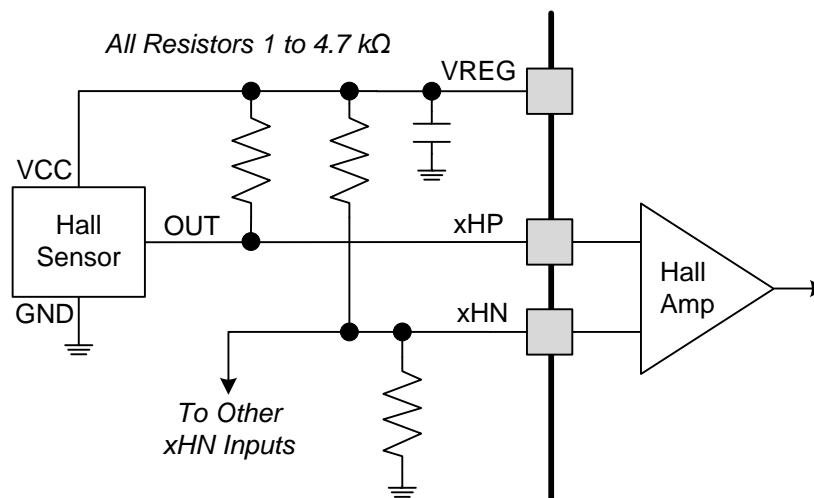 All Resistors 1 to 4.7 kΩ
VREG
VCC
Hall
Sensor
OUT
xHP
Hall
Amp
GND
xHN
To Other
xHN Inputs